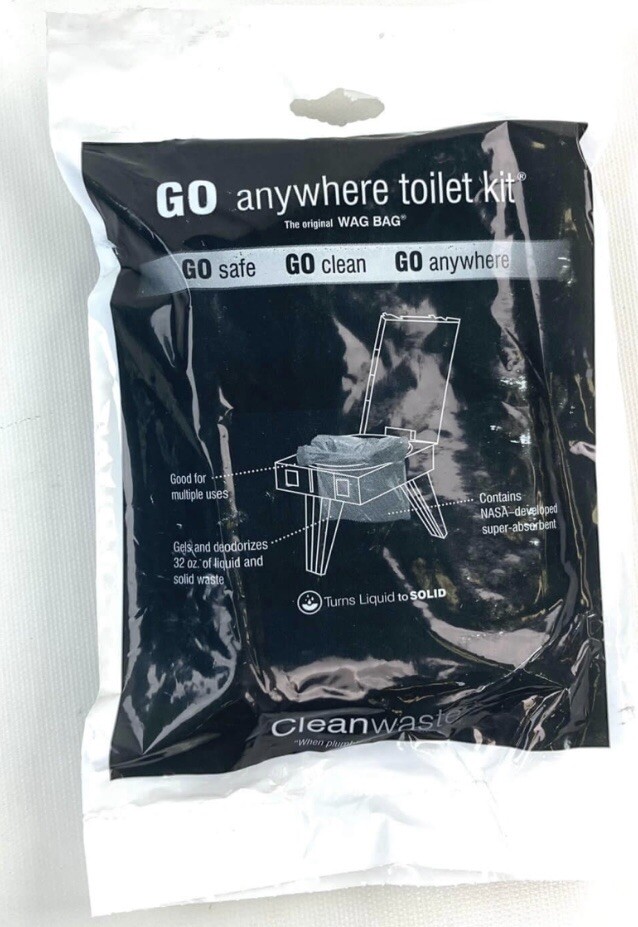 GO anywhere toilet kit®
The original WAG BAG®
GO safe GO clean GO anywhere
Good for
multiple uses
Contains
NASA-developed
super-absorbent
Gels and deodorizes
32 oz. of liquid and
solid waste
Turns Liquid to SOLID
Cleanwaste
"When